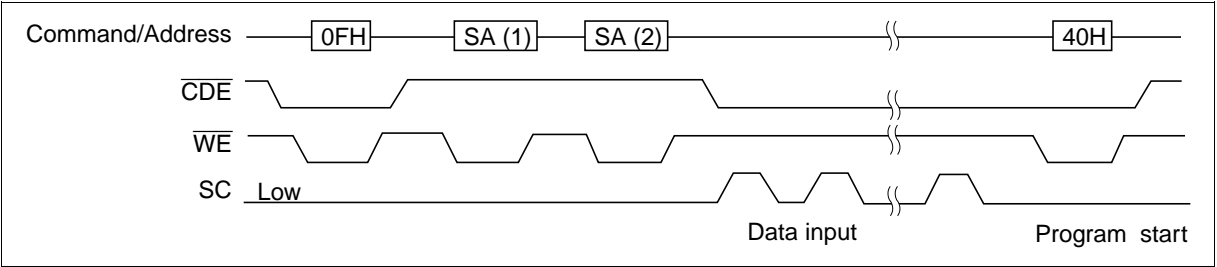 Command/Address 0FH SA (1) SA (2) 40H
CDE
WE
SC Low
Data input Program start